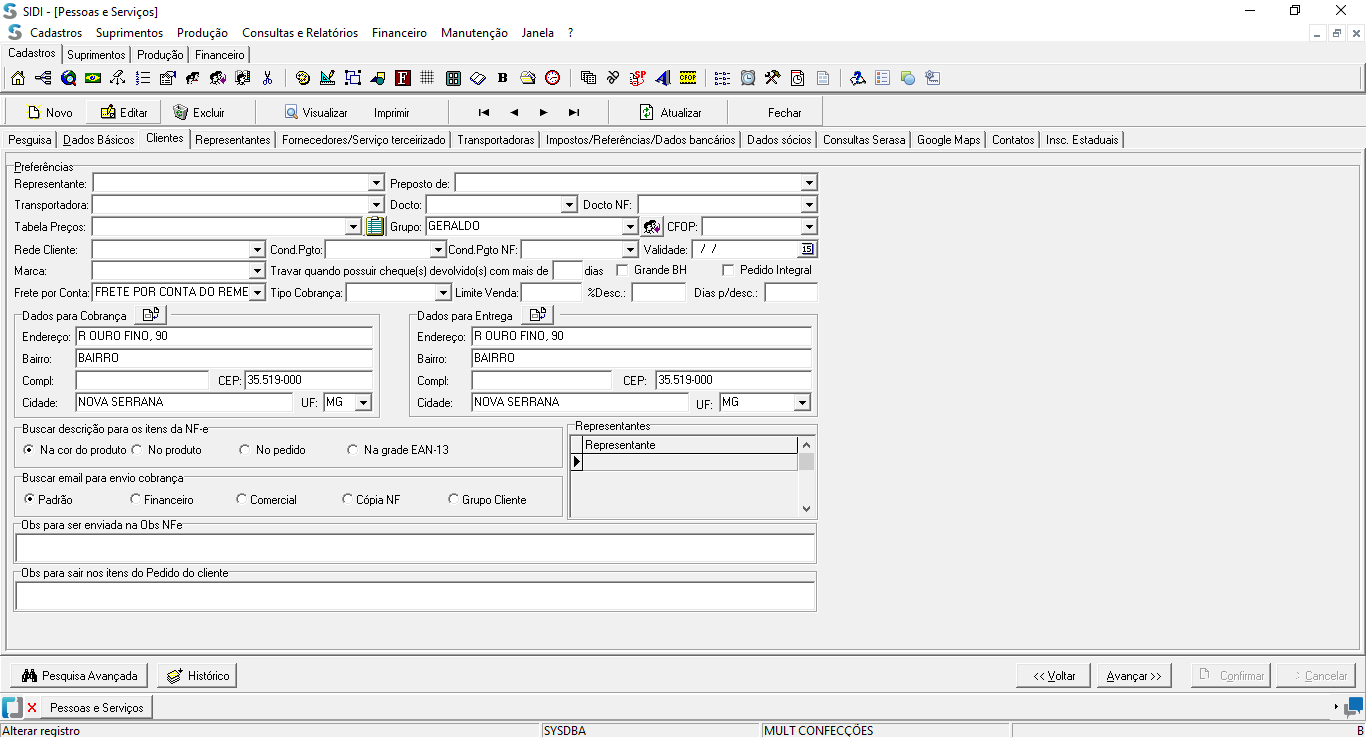 SIDI - [Pessoas e Serviços]
Cadastros Suprimentos Produção Consultas e Relatórios Financeiro Manutenção Janela ?
Cadastros Suprimentos Produção Financeiro
Novo Editar Excluir Visualizar Imprimir Atualizar Fechar
Pesquisa Dados Básicos Clientes Representantes Fornecedores/Serviço terceirizado Transportadoras Impostos/Referências/Dados bancários Dados sócios Consultas Serasa Google Maps Contatos Insc. Estaduais
Preferências
Representante: Preposto de:
Transportadora: Docto: Docto NF:
Tabela Preços: Grupo: GERALDO CFOP:
Rede Cliente: Cond.Pgto: Cond.Pgto NF: Validade: / / 15
Marca: Travar quando possuir cheque(s) devolvido(s) com mais de dias Grande BH Pedido Integral
Frete por Conta: FRETE POR CONTA DO REME Tipo Cobrança: Limite Venda: %Desc.: Dias p/desc.:
Dados para Cobrança Dados para Entrega
Endereço: R OURO FINO, 90 Endereço: R OURO FINO, 90
Bairro: BAIRRO Bairro: BAIRRO
Compl: CEP: 35.519-000 Compl: CEP: 35.519-000
Cidade: NOVA SERRANA UF: MG Cidade: NOVA SERRANA UF: MG
Buscar descrição para os itens da NF-e Representantes
Na cor do produto No produto No pedido Na grade EAN-13 Representante
Buscar email para envio cobrança
Padrão Financeiro Comercial Cópia NF Grupo Cliente
Obs para ser enviada na Obs NFe
Obs para sair nos itens do Pedido do cliente
Pesquisa Avançada Histórico << Voltar Avançar >> Confirmar Cancelar
Pessoas e Serviços
Alterar registro SYSDBA MULT CONFECÇÕES B